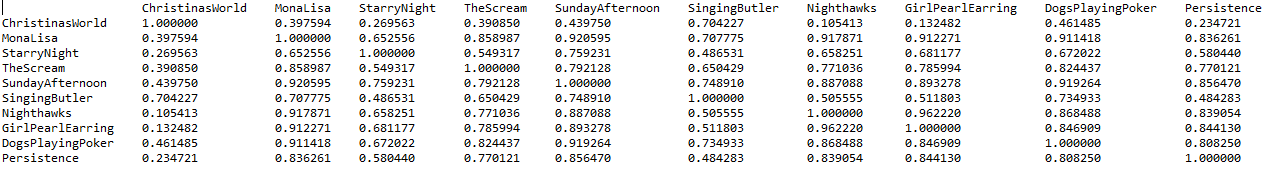 ChristinasWorld MonaLisa StarryNight TheScream SundayAfternoon SingingButler Nighthawks GirlPearlEarring DogsPlayingPoker Persistence
ChristinasWorld 1.000000 0.397594 0.269563 0.390850 0.439750 0.704227 0.105413 0.132482 0.461485 0.234721
MonaLisa 0.397594 1.000000 0.652556 0.858987 0.920595 0.707775 0.917871 0.912271 0.911418 0.836261
StarryNight 0.269563 0.652556 1.000000 0.549317 0.759231 0.486531 0.658251 0.681177 0.672022 0.580440
TheScream 0.390850 0.858987 0.549317 1.000000 0.792128 0.650429 0.771036 0.785994 0.824437 0.770121
SundayAfternoon 0.439750 0.920595 0.759231 0.792128 1.000000 0.748910 0.887088 0.893278 0.919264 0.856470
SingingButler 0.704227 0.707775 0.486531 0.650429 0.748910 1.000000 0.505555 0.511803 0.734933 0.484283
Nighthawks 0.105413 0.917871 0.658251 0.771036 0.887088 0.505555 1.000000 0.962220 0.868488 0.839054
GirlPearlEarring 0.132482 0.912271 0.681177 0.785994 0.893278 0.511803 0.962220 1.000000 0.846909 0.844130
DogsPlayingPoker 0.461485 0.911418 0.672022 0.824437 0.919264 0.734933 0.868488 0.846909 1.000000 0.808250
Persistence 0.234721 0.836261 0.580440 0.770121 0.856470 0.484283 0.839054 0.844130 0.808250 1.000000